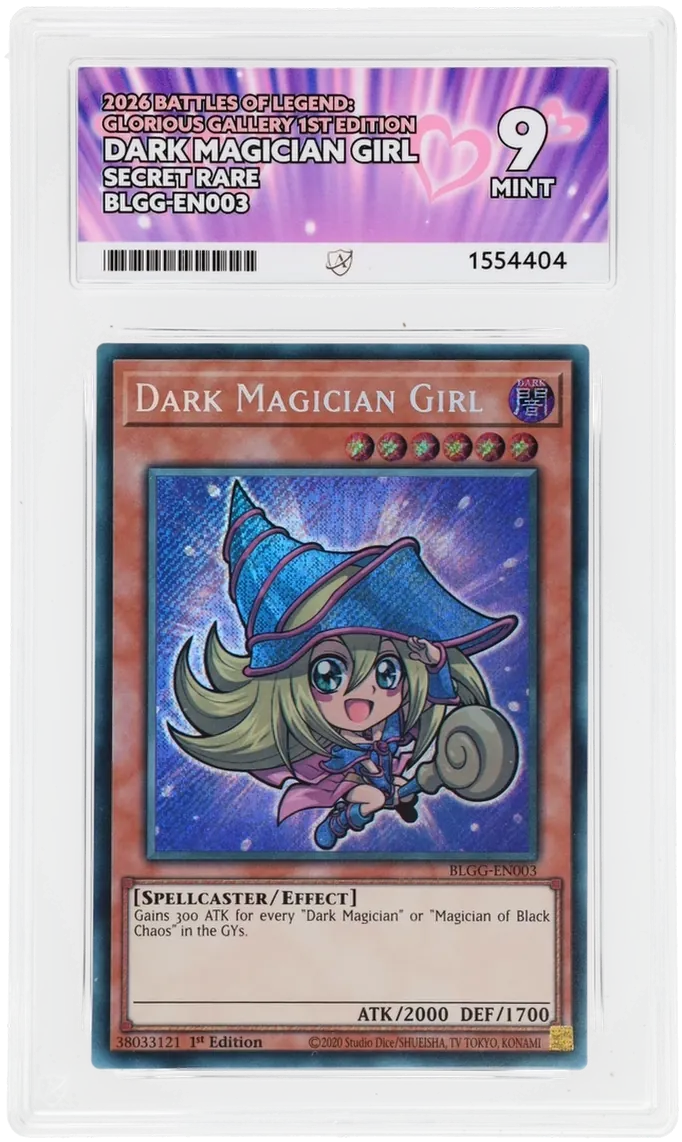 2026 BATTLES OF LEGEND:
GLORIOUS GALLERY 1ST EDITION
DARK MAGICIAN GIRL
SECRET RARE
BLGG-EN003
9
MINT
1554404
DARK MAGICIAN GIRL
DARK
闇
BLGG-EN003
[SPELLCASTER/EFFECT]
Gains 300 ATK for every "Dark Magician" or "Magician of Black
Chaos" in the GYs.
ATK/2000 DEF/1700
38033121 1st Edition ©2020 Studio Dice/SHUEISHA, TV TOKYO, KONAMI